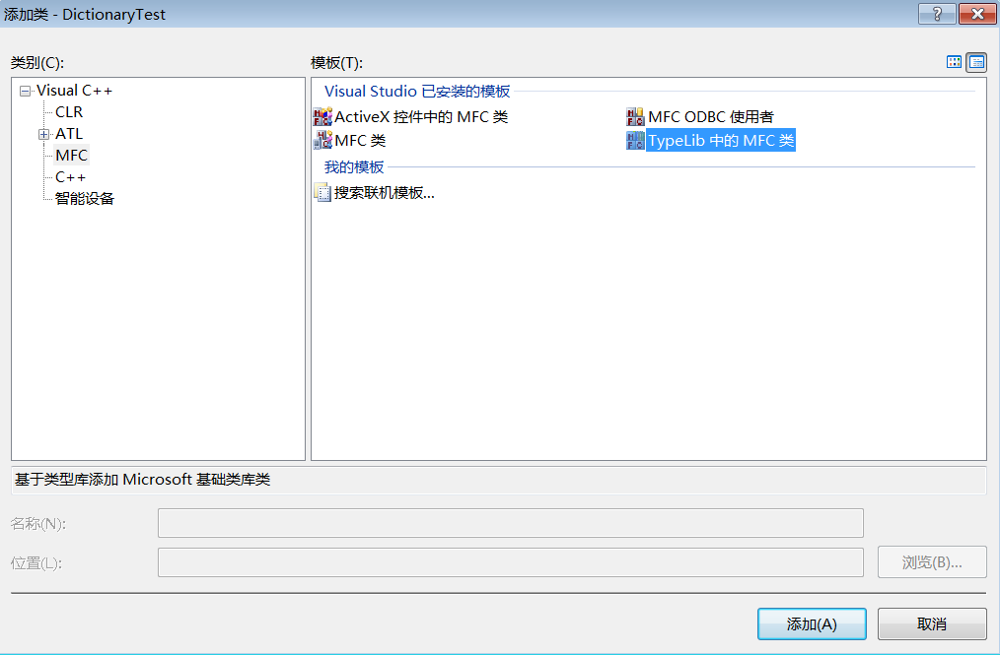 添加类 - DictionaryTest
类别(C):
模板(T):
Visual C++
CLR
ATL
MFC
C++
智能设备
Visual Studio 已安装的模板
ActiveX 控件中的 MFC 类
MFC ODBC 使用者
MFC 类
TypeLib 中的 MFC 类
我的模板
搜索联机模板...
基于类型库添加 Microsoft 基础类库类
名称(N):
位置(L):
浏览(B)...
添加(A)
取消